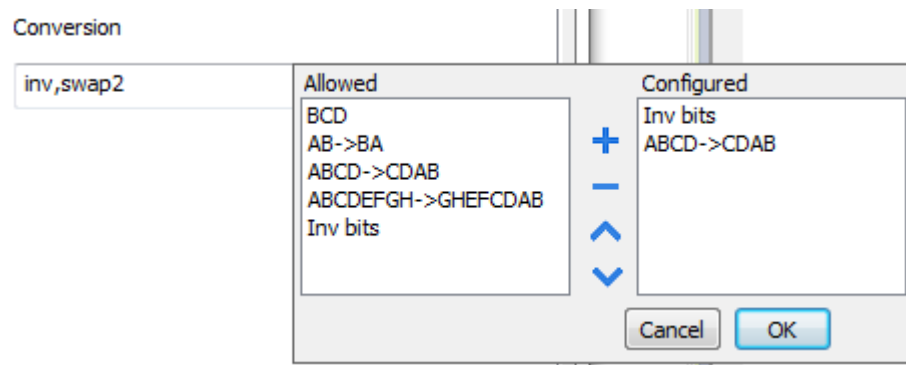 Conversion
inv,swap2
Allowed
BCD
AB->BA
ABCD->CDAB
ABCDEFGH->GHEFCDAB
Inv bits
Configured
Inv bits
ABCD->CDAB
Cancel
OK